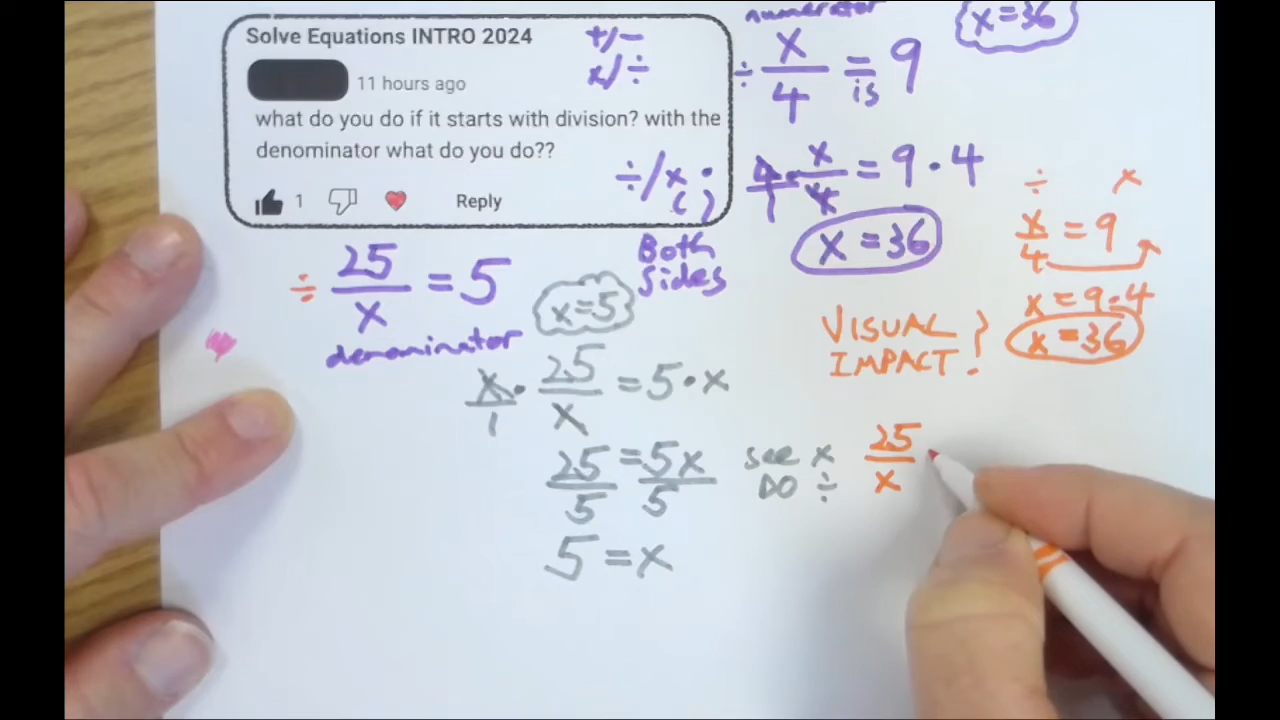 Solve Equations INTRO 2024
+/−
x/÷
11 hours ago
what do you do if it starts with division? with the
denominator what do you do??
÷/x •
( )
1
Reply
numerator
x = 36
÷ x/4 = 9
is
4/1 • x/4 = 9 • 4
x = 36
Both
Sides
÷ 25/x = 5
denominator
x = 5
x/1 • 25/x = 5 • x
25/5 = 5x/5
5 = x
see x
DO ÷
÷ x
x/4 = 9
x = 9 • 4
x = 36
VISUAL
IMPACT?
25/x